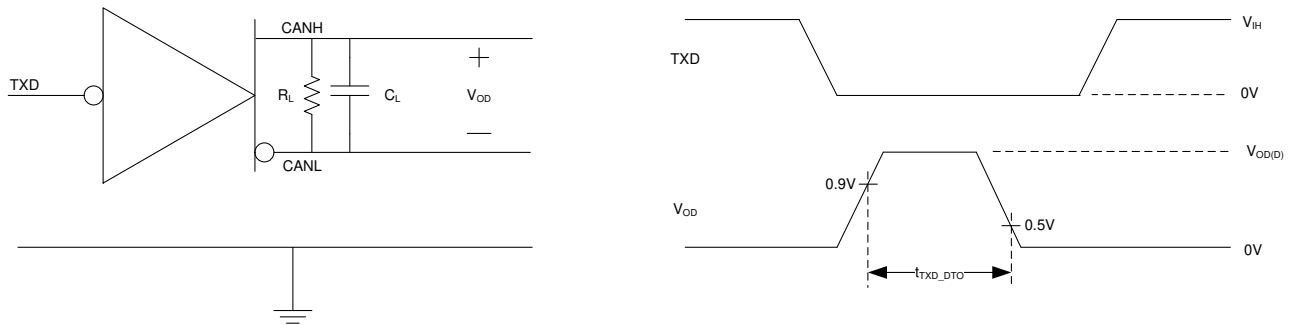 TXD
CANH
R_L
C_L
+
V_OD
—
CANL
TXD
V_IH
0V
V_OD(D)
0.9V
V_OD
0.5V
0V
t_TXD_DTO